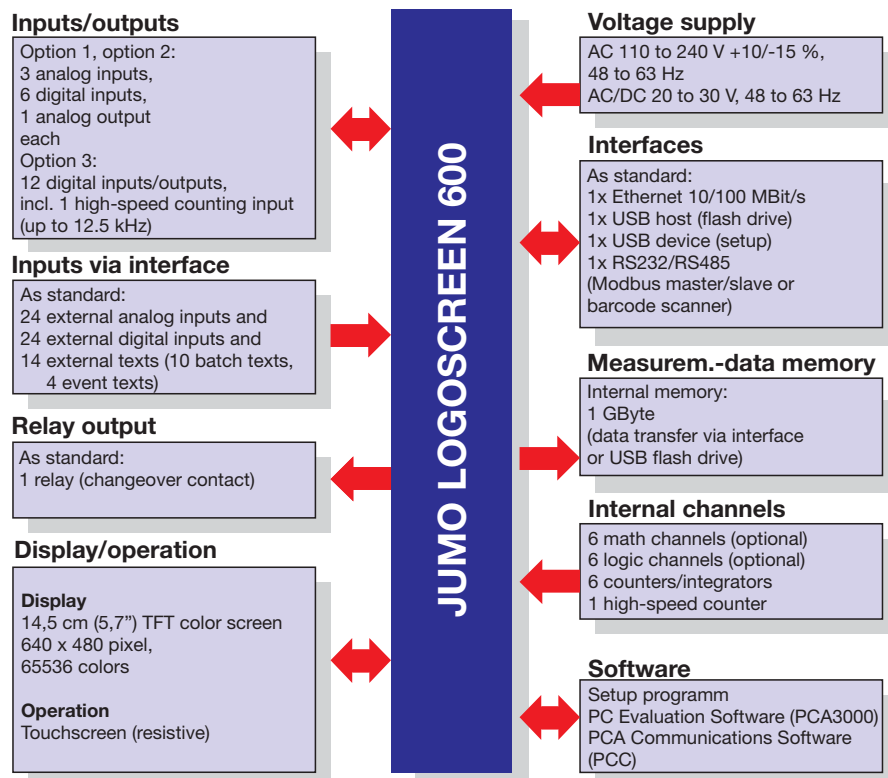 Inputs/outputs
Option 1, option 2:
3 analog inputs,
6 digital inputs,
1 analog output
each
Option 3:
12 digital inputs/outputs,
incl. 1 high-speed counting input
(up to 12.5 kHz)
Inputs via interface
As standard:
24 external analog inputs and
24 external digital inputs and
14 external texts (10 batch texts,
4 event texts)
Relay output
As standard:
1 relay (changeover contact)
Display/operation
Display
14,5 cm (5,7”) TFT color screen
640 x 480 pixel,
65536 colors
Operation
Touchscreen (resistive)
JUMO LOGOSCREEN 600
Voltage supply
AC 110 to 240 V +10/-15 %,
48 to 63 Hz
AC/DC 20 to 30 V, 48 to 63 Hz
Interfaces
As standard:
1x Ethernet 10/100 MBit/s
1x USB host (flash drive)
1x USB device (setup)
1x RS232/RS485
(Modbus master/slave or
barcode scanner)
Measurem.-data memory
Internal memory:
1 GByte
(data transfer via interface
or USB flash drive)
Internal channels
6 math channels (optional)
6 logic channels (optional)
6 counters/integrators
1 high-speed counter
Software
Setup programm
PC Evaluation Software (PCA3000)
PCA Communications Software
(PCC)